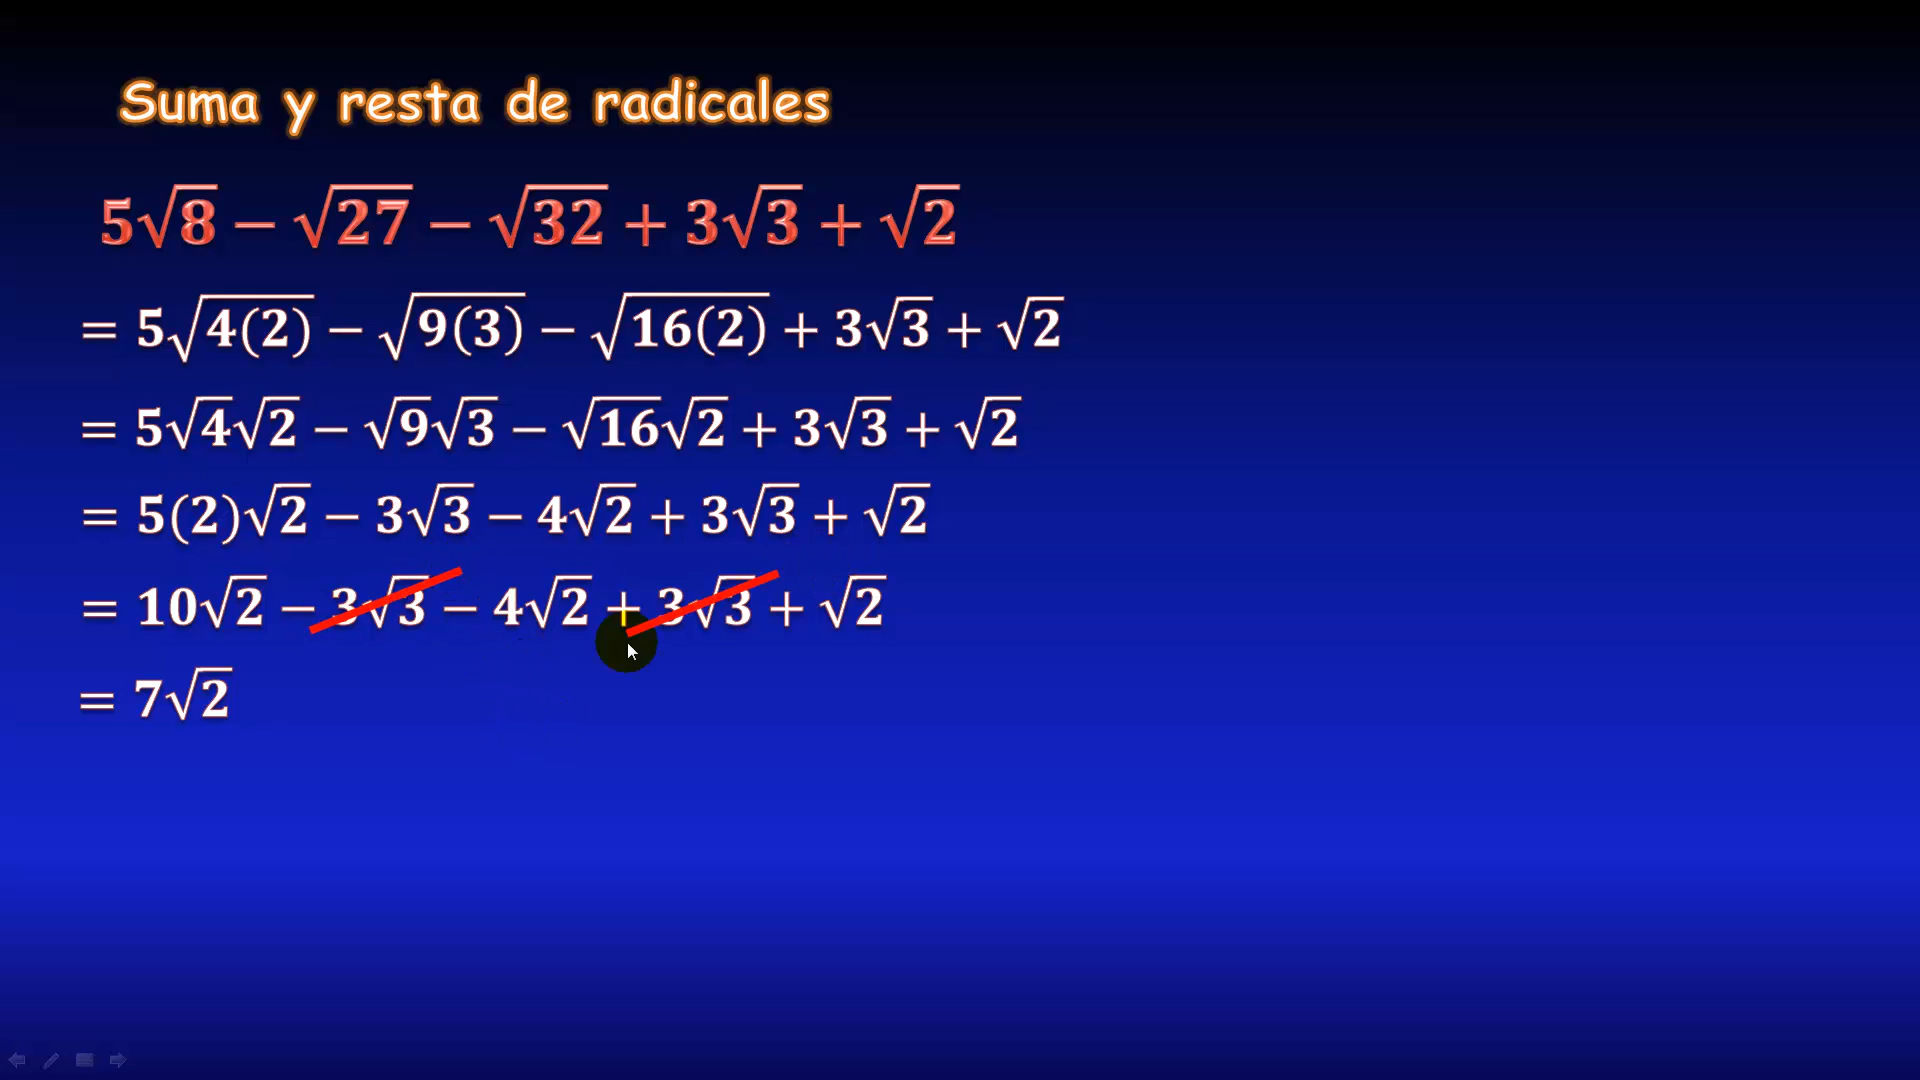 Suma y resta de radicales
5√8 − √27 − √32 + 3√3 + √2
= 5√4(2) − √9(3) − √16(2) + 3√3 + √2
= 5√4√2 − √9√3 − √16√2 + 3√3 + √2
= 5(2)√2 − 3√3 − 4√2 + 3√3 + √2
= 10√2 − 3√3 − 4√2 + 3√3 + √2
= 7√2